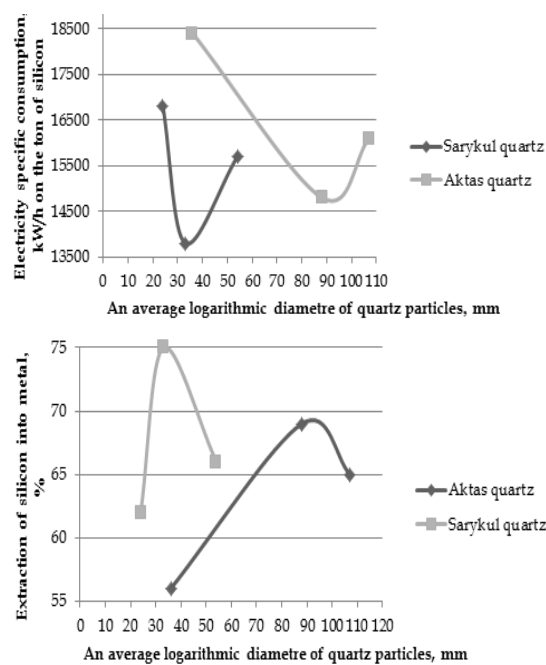 Electricity specific consumption,
kW/h on the ton of silicon
18500
17500
16500
15500
14500
13500
0 10 20 30 40 50 60 70 80 90 100 110
An average logarithmic diametre of quartz particles, mm
Sarykul quartz
Aktas quartz
Extraction of silicon into metal,
%
75
70
65
60
55
0 10 20 30 40 50 60 70 80 90 100 110 120
An average logarithmic diametre of quartz particles, mm
Aktas quartz
Sarykul quartz